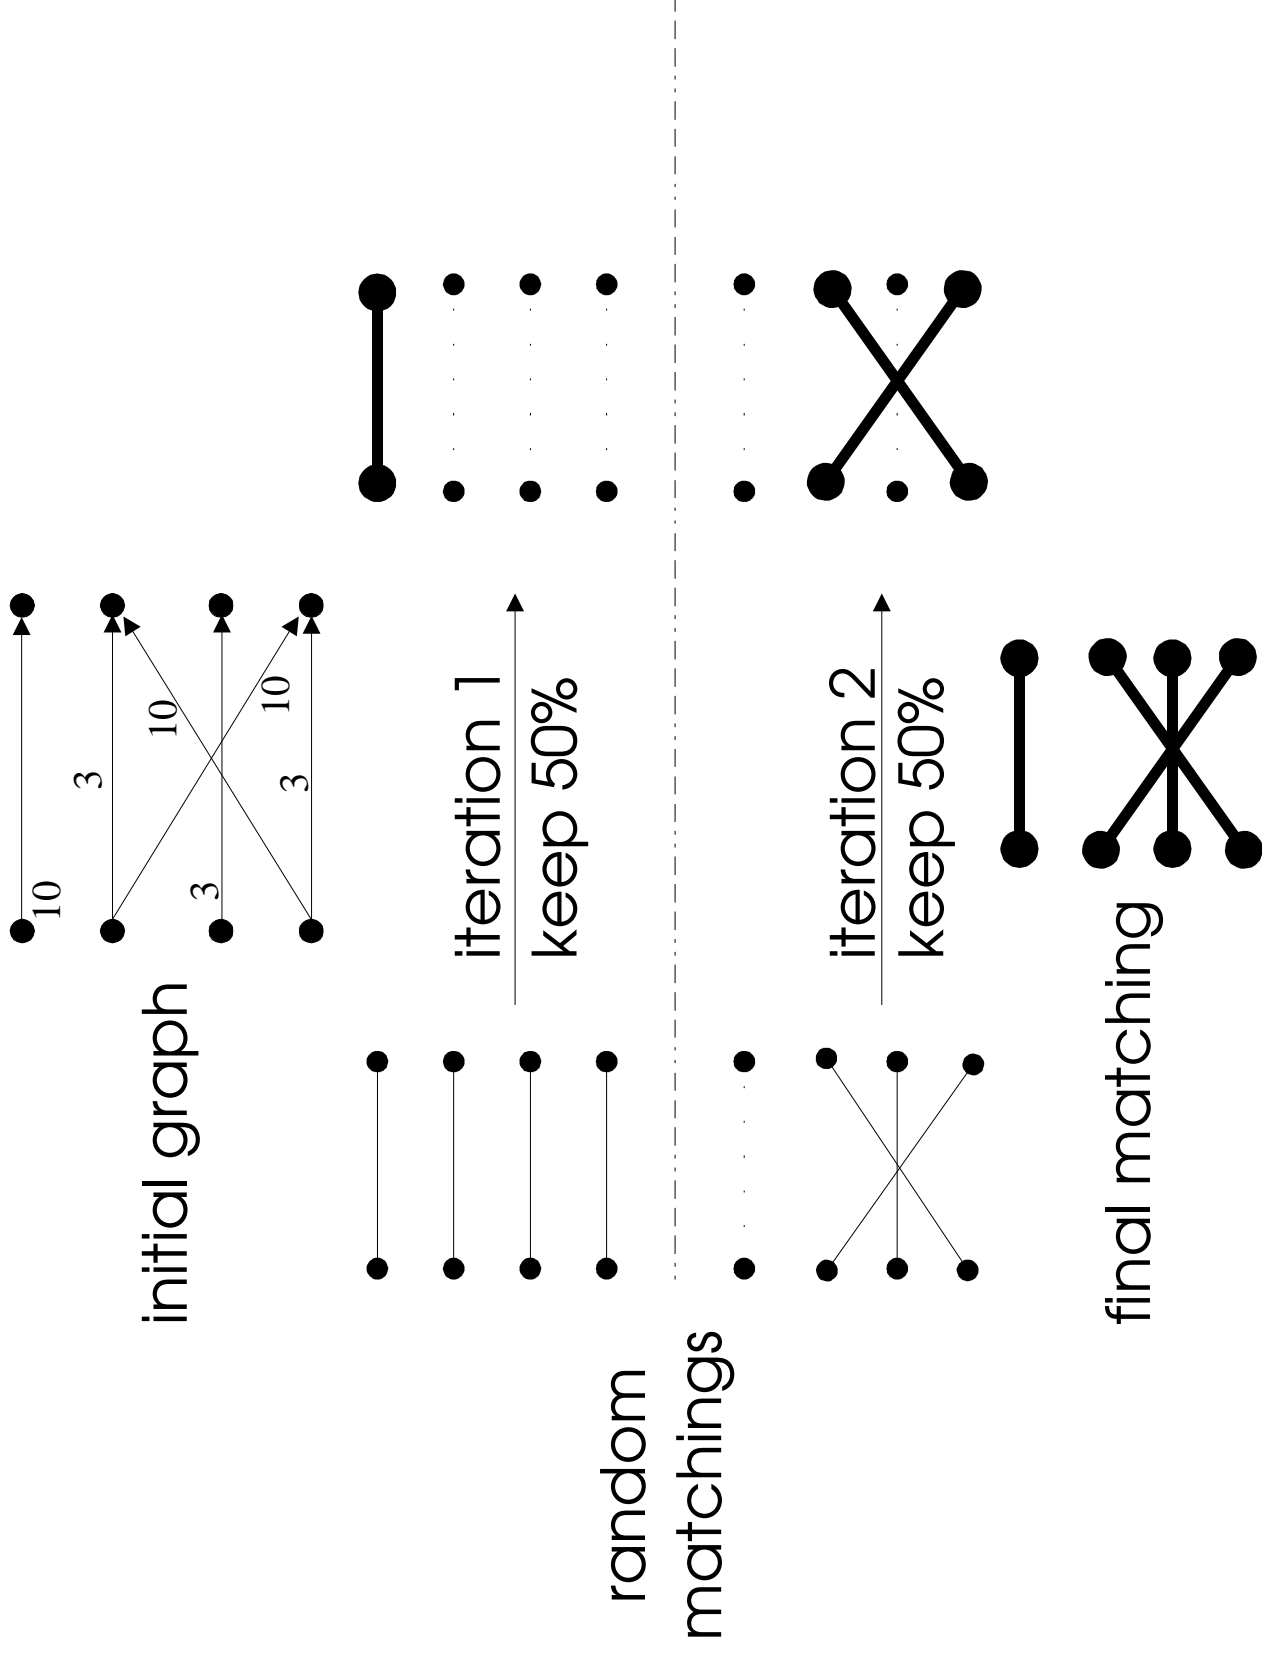 initial graph
10
3
10
3
10
3
iteration 1
keep 50%
random
matchings
iteration 2
keep 50%
final matching